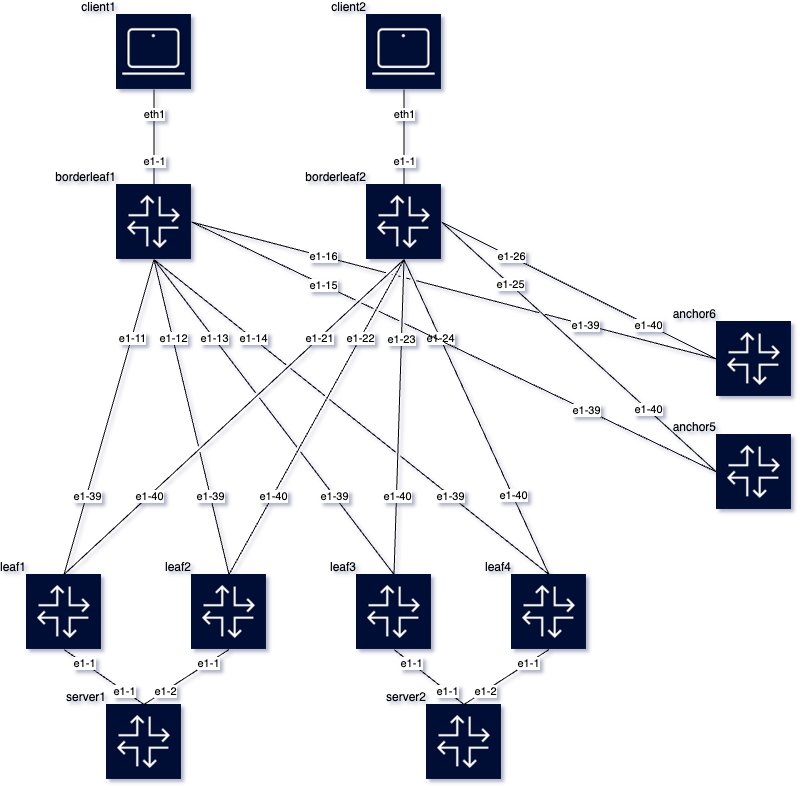 client1
client2
eth1
eth1
e1-1
e1-1
borderleaf1
borderleaf2
e1-16
e1-26
e1-15
e1-25
anchor6
e1-39
e1-40
e1-11
e1-12
e1-13
e1-14
e1-21
e1-22
e1-23
e1-24
e1-39
e1-40
anchor5
e1-39
e1-40
e1-39
e1-40
e1-39
e1-40
e1-39
e1-40
leaf1
leaf2
leaf3
leaf4
e1-1
e1-1
e1-1
e1-1
e1-1
e1-2
e1-1
e1-2
server1
server2